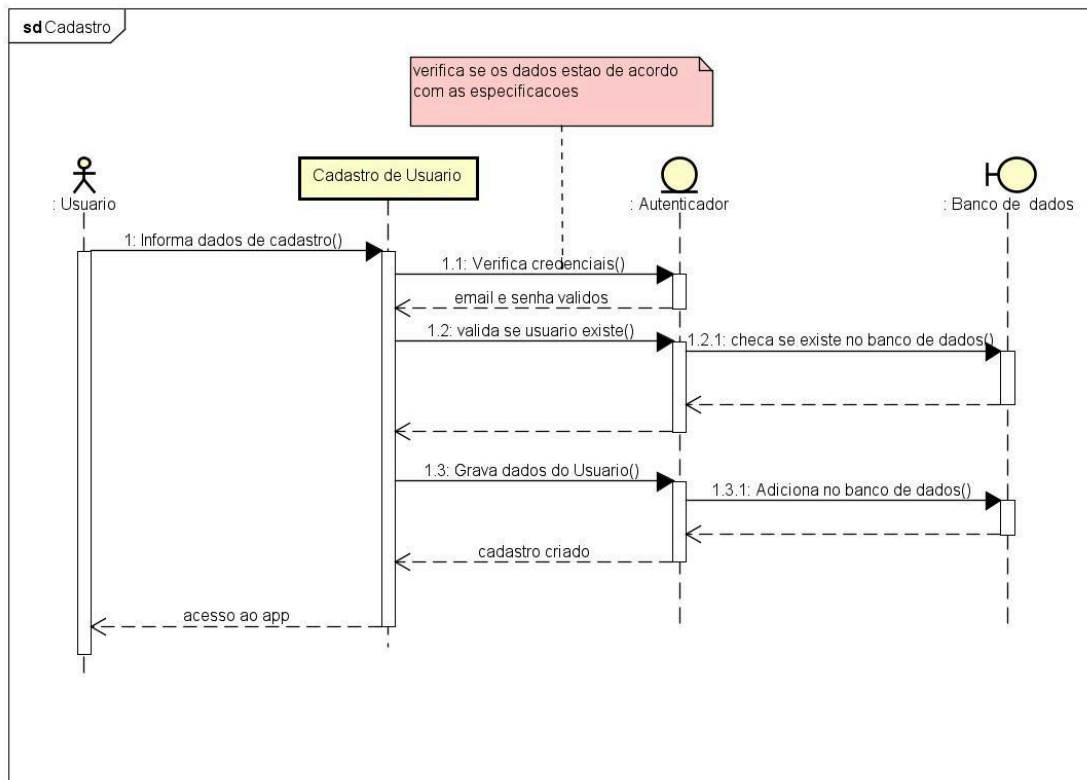 sd Cadastro
verifica se os dados estao de acordo
com as especificacoes
Cadastro de Usuario
: Usuario
: Autenticador
: Banco de dados
1: Informa dados de cadastro()
1.1: Verifica credenciais()
email e senha validos
1.2: valida se usuario existe()
1.2.1: checa se existe no banco de dados()
1.3: Grava dados do Usuario()
1.3.1: Adiciona no banco de dados()
cadastro criado
acesso ao app